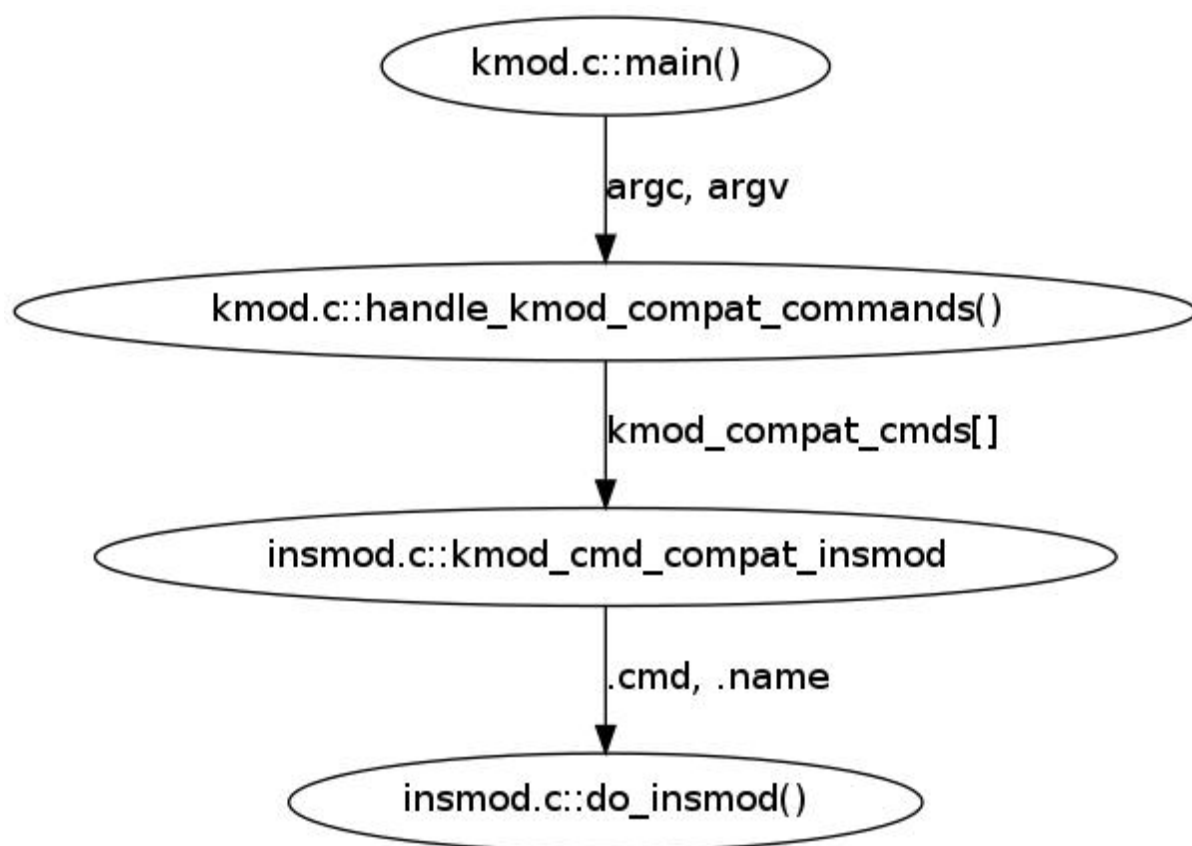 kmod.c::main()
argc, argv
kmod.c::handle_kmod_compat_commands()
kmod_compat_cmds[]
insmod.c::kmod_cmd_compat_insmod
.cmd, .name
insmod.c::do_insmod()